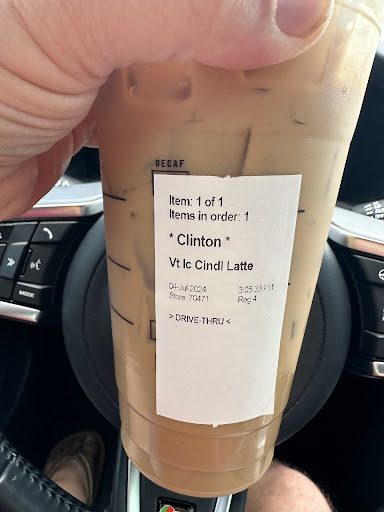 DECAF
Item: 1 of 1
Items in order: 1
* Clinton *
Vt Ic Cindl Latte
04-Jul-2024 3:05:33 PM
Store: 70471 Reg 4
> DRIVE-THRU <
MODE